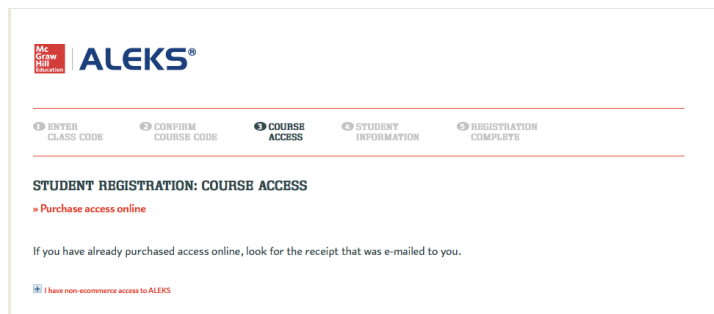 Mc
Graw
Hill
Education
ALEKS®
1 ENTER
CLASS CODE
2 CONFIRM
COURSE CODE
3 COURSE
ACCESS
4 STUDENT
INFORMATION
5 REGISTRATION
COMPLETE
STUDENT REGISTRATION: COURSE ACCESS
» Purchase access online
If you have already purchased access online, look for the receipt that was e-mailed to you.
I have non-ecommerce access to ALEKS